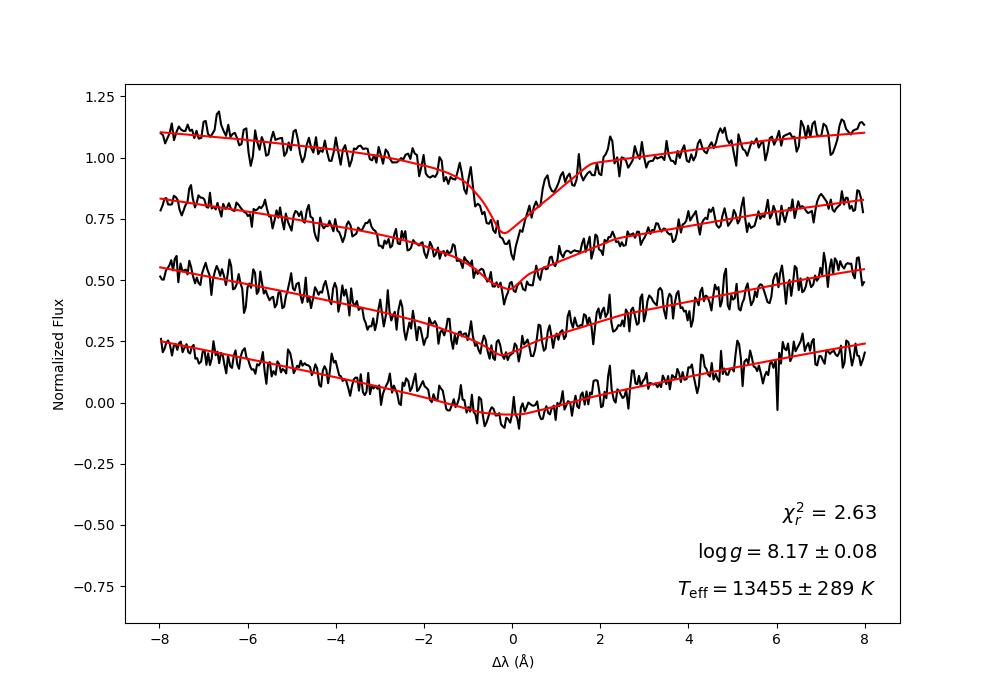 1.25
1.00
0.75
0.50
0.25
0.00
−0.25
−0.50
−0.75
Normalized Flux
χ²ᵣ = 2.63
log g = 8.17 ± 0.08
T_eff = 13455 ± 289 K
−8 −6 −4 −2 0 2 4 6 8
Δλ (Å)